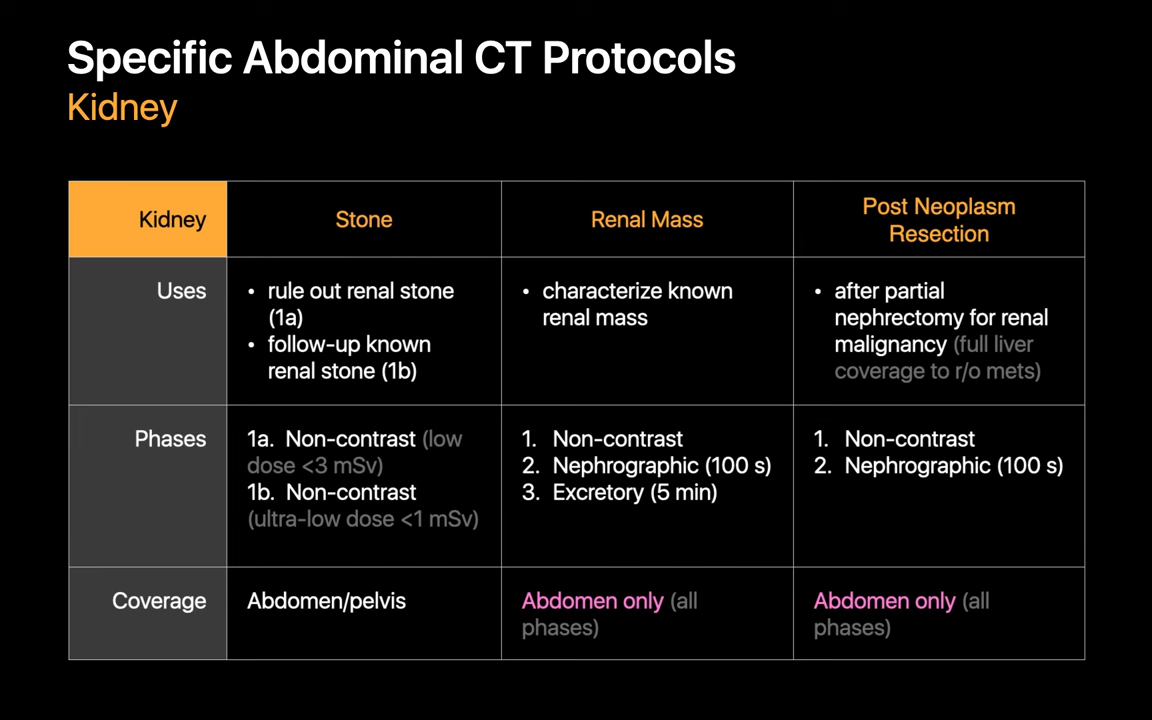 Specific Abdominal CT Protocols
Kidney
Kidney
Stone
Renal Mass
Post Neoplasm
Resection
Uses
• rule out renal stone
(1a)
• follow-up known
renal stone (1b)
• characterize known
renal mass
• after partial
nephrectomy for renal
malignancy (full liver
coverage to r/o mets)
Phases
1a. Non-contrast (low
dose <3 mSv)
1b. Non-contrast
(ultra-low dose <1 mSv)
1. Non-contrast
2. Nephrographic (100 s)
3. Excretory (5 min)
1. Non-contrast
2. Nephrographic (100 s)
Coverage
Abdomen/pelvis
Abdomen only (all
phases)
Abdomen only (all
phases)